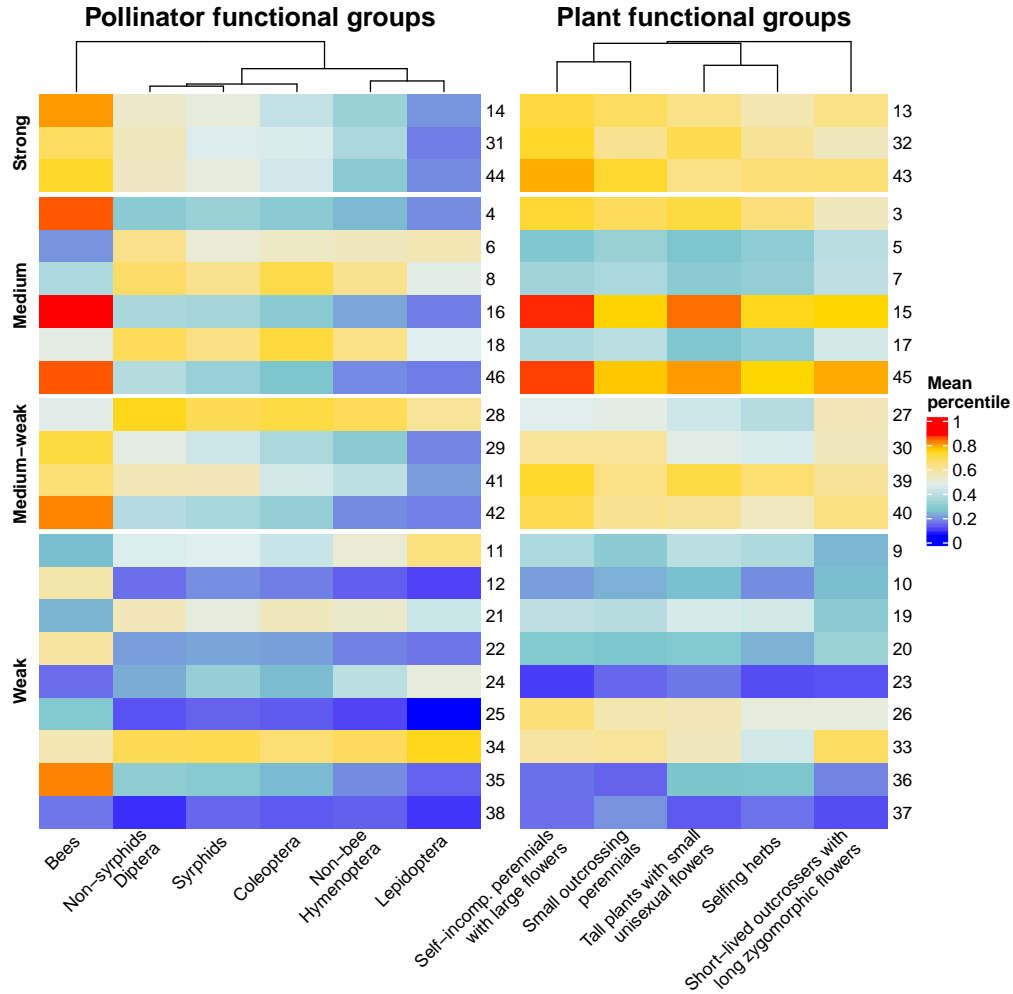 Pollinator functional groups
Plant functional groups
Strong
14
31
44
13
32
43
Medium
4
6
8
16
18
46
3
5
7
15
17
45
Medium−weak
28
29
41
42
27
30
39
40
Weak
11
12
21
22
24
25
34
35
38
9
10
19
20
23
26
33
36
37
Mean
percentile
1
0.8
0.6
0.4
0.2
0
Bees
Non−syrphids
Diptera
Syrphids
Coleoptera
Non−bee
Hymenoptera
Lepidoptera
Self−incomp. perennials
with large flowers
Small outcrossing
perennials
Tall plants with small
unisexual flowers
Selfing herbs
Short−lived outcrossers with
long zygomorphic flowers